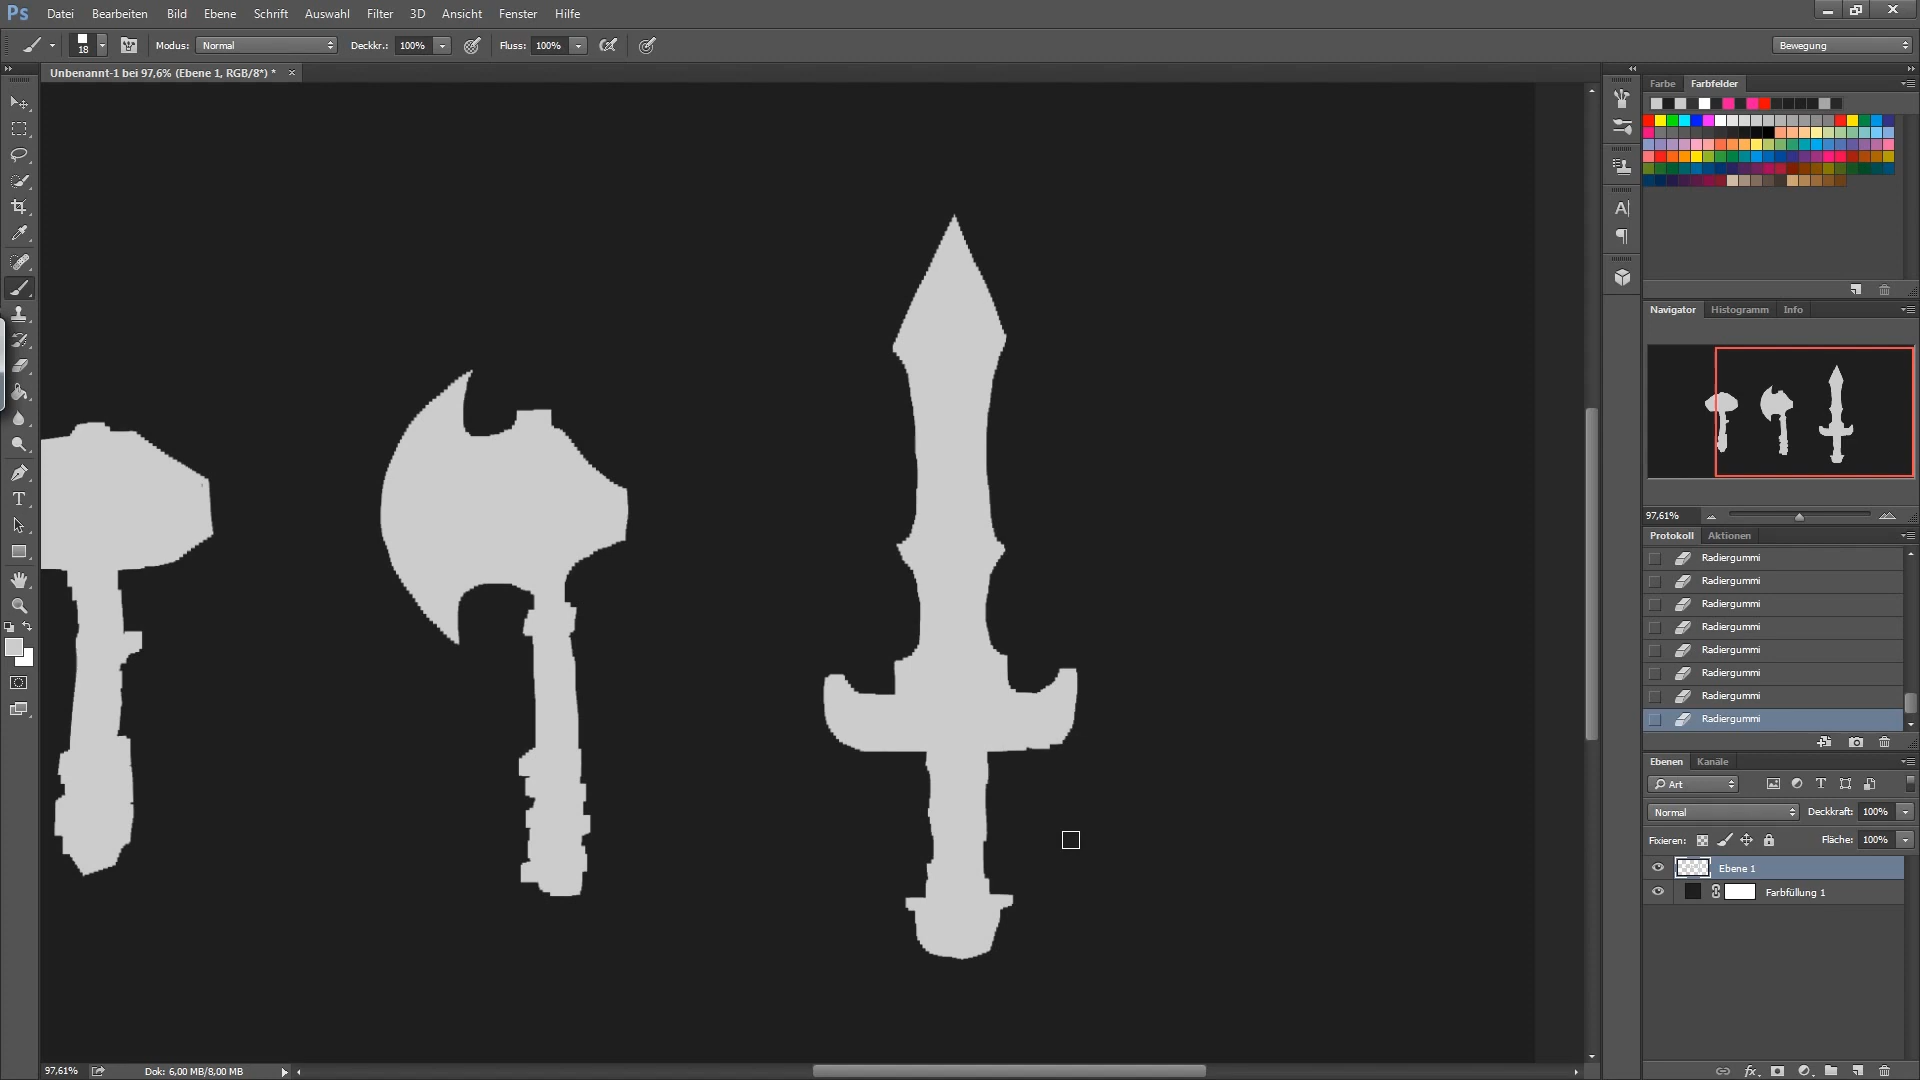 Ps Datei Bearbeiten Bild Ebene Schrift Auswahl Filter 3D Ansicht Fenster Hilfe
18 Modus: Normal Deckkr.: 100% Fluss: 100% Bewegung
Unbenannt-1 bei 97,6% (Ebene 1, RGB/8*) * ×
Farbe Farbfelder
Navigator Histogramm Info
97,61%
Protokoll Aktionen
Radiergummi
Radiergummi
Radiergummi
Radiergummi
Radiergummi
Radiergummi
Radiergummi
Radiergummi
Ebenen Kanäle
Art
Normal Deckkraft: 100%
Fixieren: Fläche: 100%
Ebene 1
Farbfüllung 1
97,61% Dok: 6,00 MB/8,00 MB